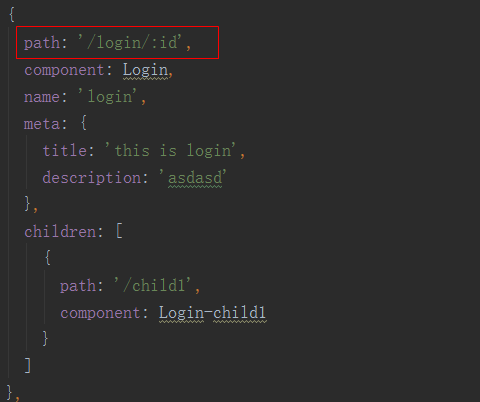 {
  path: '/login/:id',
  component: Login,
  name: 'login',
  meta: {
    title: 'this is login',
    description: 'asdasd'
  },
  children: [
    {
      path: '/child1',
      component: Login-child1
    }
  ]
},